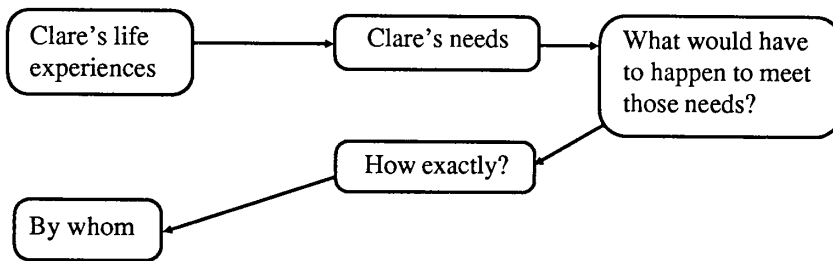 Clare's life
experiences
Clare's needs
What would have
to happen to meet
those needs?
How exactly?
By whom